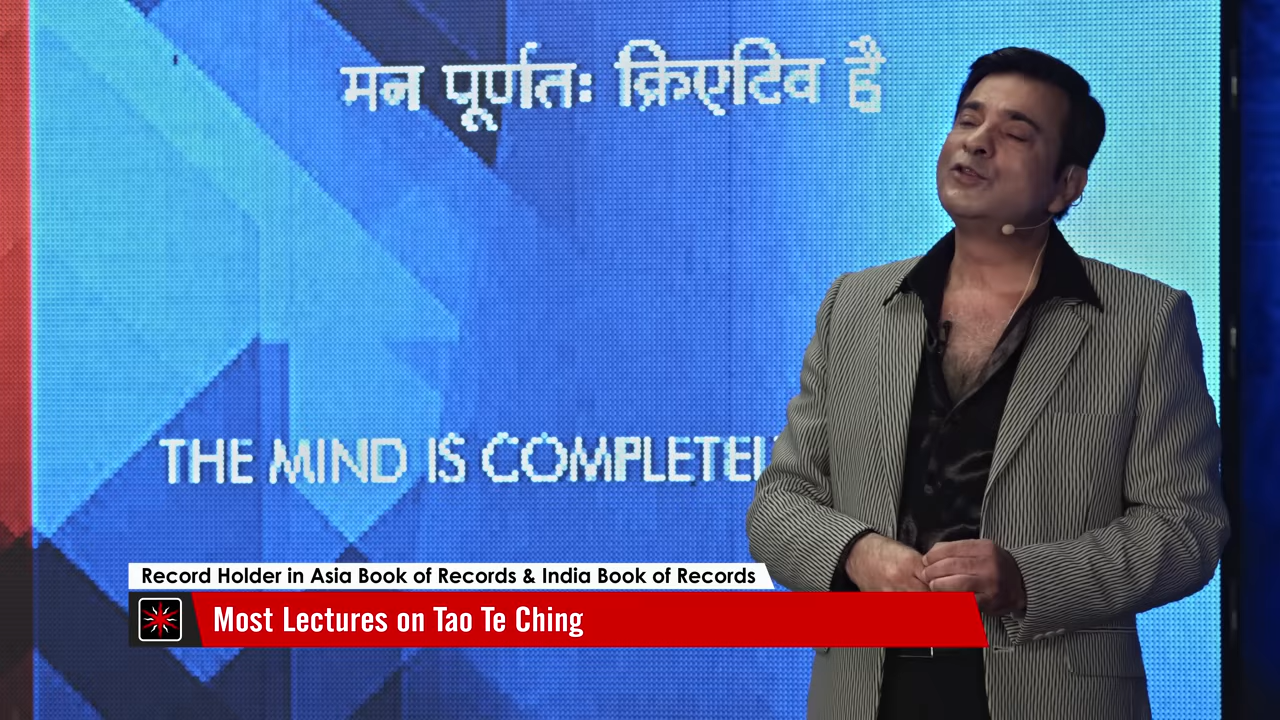 मन पूर्णतः क्रिएटिव है
THE MIND IS COMPLETEL
Record Holder in Asia Book of Records & India Book of Records
Most Lectures on Tao Te Ching